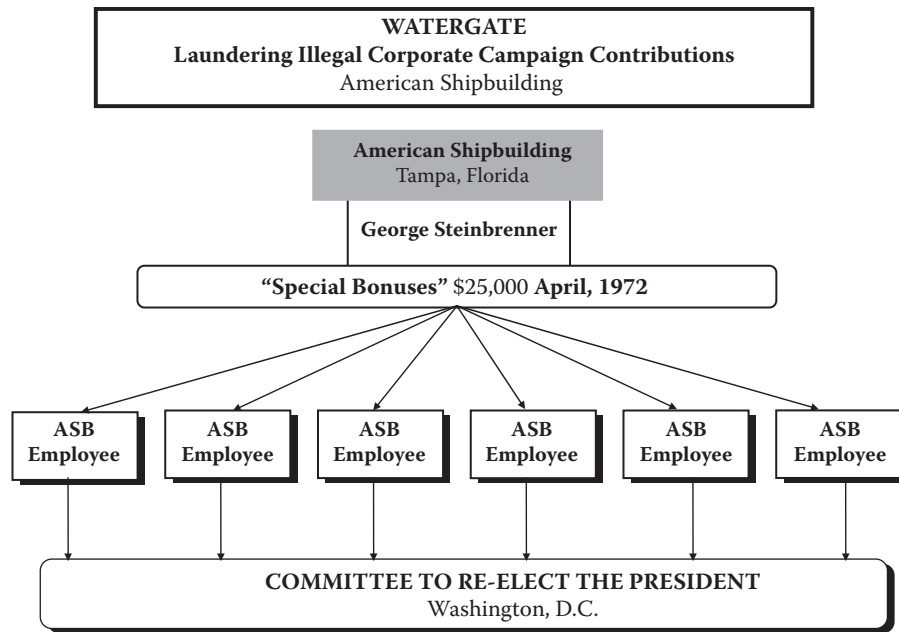 WATERGATE
Laundering Illegal Corporate Campaign Contributions
American Shipbuilding
American Shipbuilding
Tampa, Florida
George Steinbrenner
“Special Bonuses” $25,000 April, 1972
ASB
Employee
ASB
Employee
ASB
Employee
ASB
Employee
ASB
Employee
ASB
Employee
COMMITTEE TO RE-ELECT THE PRESIDENT
Washington, D.C.